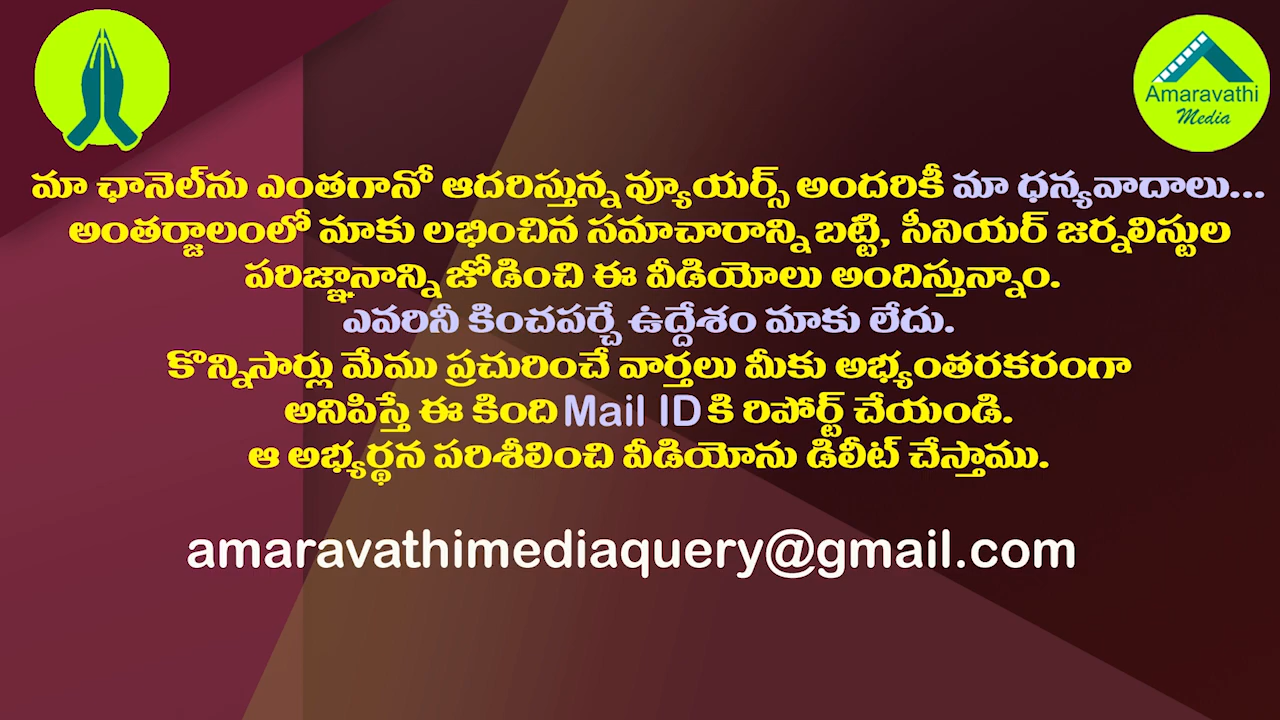 Amaravathi
Media
మా ఛానెల్‌ను ఎంతగానో ఆదరిస్తున్న వ్యూయర్స్ అందరికీ మా ధన్యవాదాలు...
అంతర్జాలంలో మాకు లభించిన సమాచారాన్ని బట్టి, సీనియర్ జర్నలిస్టుల
పరిజ్ఞానాన్ని జోడించి ఈ వీడియోలు అందిస్తున్నాం.
ఎవరినీ కించపర్చే ఉద్దేశం మాకు లేదు.
కొన్నిసార్లు మేము ప్రచురించే వార్తలు మీకు అభ్యంతరకరంగా
అనిపిస్తే ఈ కింది Mail ID కి రిపోర్ట్ చేయండి.
ఆ అభ్యర్థన పరిశీలించి వీడియోను డిలీట్ చేస్తాము.
amaravathimediaquery@gmail.com